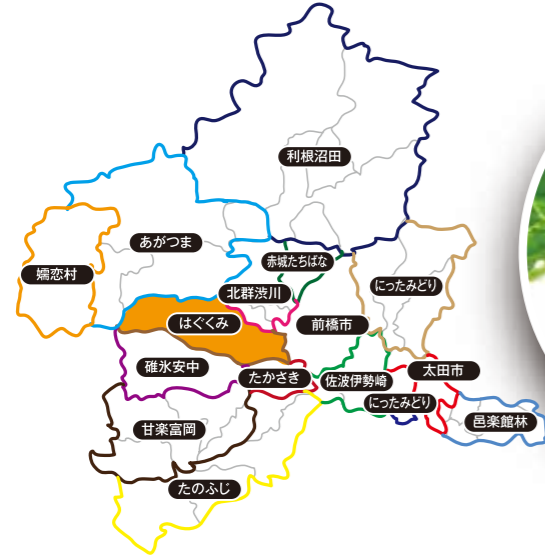 利根沼田
あがつま
赤城たちばな
嬬恋村
北群渋川
にったみどり
はぐくみ
前橋市
碓氷安中
たかさき
佐波伊勢崎
太田市
にったみどり
甘楽富岡
邑楽館林
たのふじ